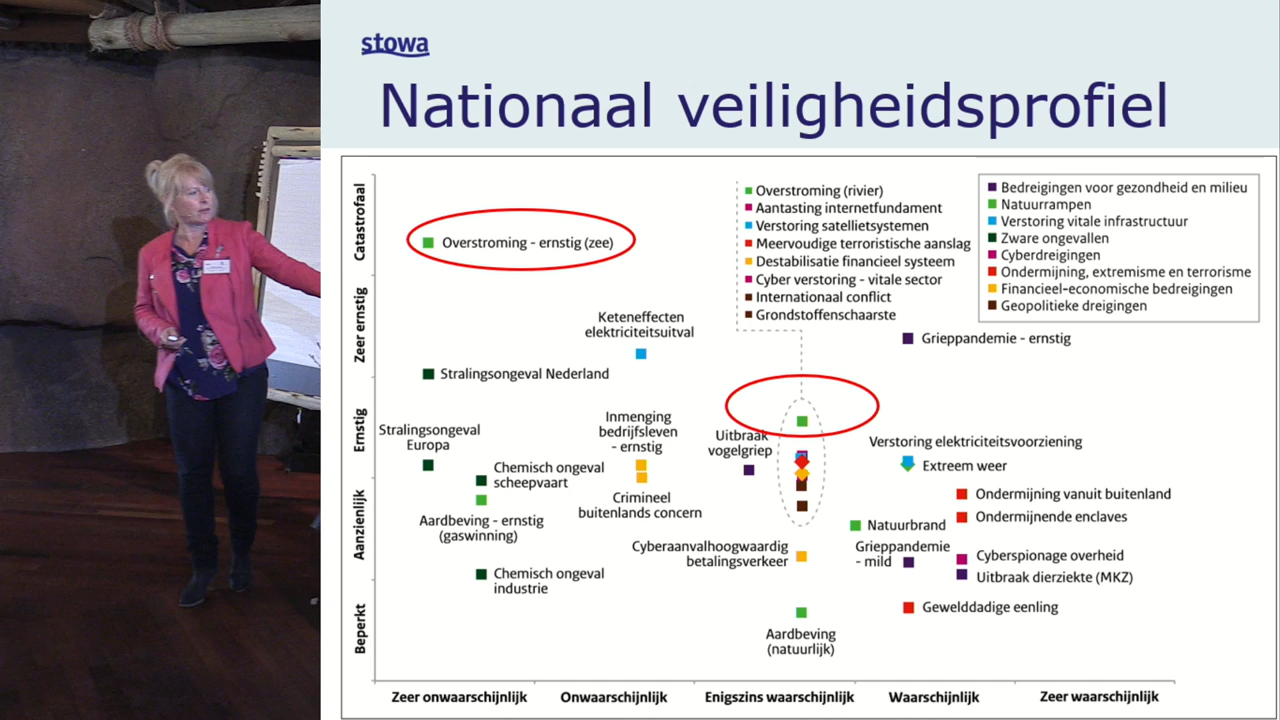 stowa
Nationaal veiligheidsprofiel
Catastrofaal
Zeer ernstig
Ernstig
Aanzienlijk
Beperkt
Overstroming - ernstig (zee)
Overstroming (rivier)
Aantasting internetfundament
Verstoring satellietsystemen
Meervoudige terroristische aanslag
Destabilisatie financieel systeem
Cyber verstoring - vitale sector
Internationaal conflict
Grondstoffenschaarste
Bedreigingen voor gezondheid en milieu
Natuurrampen
Verstoring vitale infrastructuur
Zware ongevallen
Cyberdreigingen
Ondermijning, extremisme en terrorisme
Financieel-economische bedreigingen
Geopolitieke dreigingen
Keteneffecten
elektriciteitsuitval
Grieppandemie - ernstig
Stralingsongeval Nederland
Stralingsongeval
Europa
Inmenging
bedrijfsleven
- ernstig
Uitbraak
vogelgriep
Verstoring elektriciteitsvoorziening
Extreem weer
Chemisch ongeval
scheepvaart
Crimineel
buitenlands concern
Ondermijning vanuit buitenland
Ondermijnende enclaves
Aardbeving - ernstig
(gaswinning)
Natuurbrand
Cyberaanvalhoogwaardig
betalingsverkeer
Grieppandemie
- mild
Cyberspionage overheid
Uitbraak dierziekte (MKZ)
Chemisch ongeval
industrie
Gewelddadige eenling
Aardbeving
(natuurlijk)
Zeer onwaarschijnlijk
Onwaarschijnlijk
Enigszins waarschijnlijk
Waarschijnlijk
Zeer waarschijnlijk